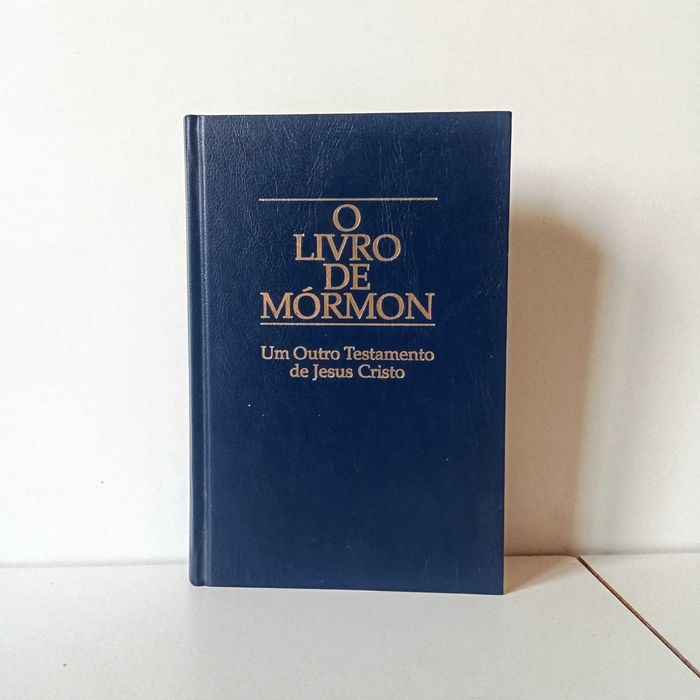 O
LIVRO
DE
MÓRMON
Um Outro Testamento
de Jesus Cristo